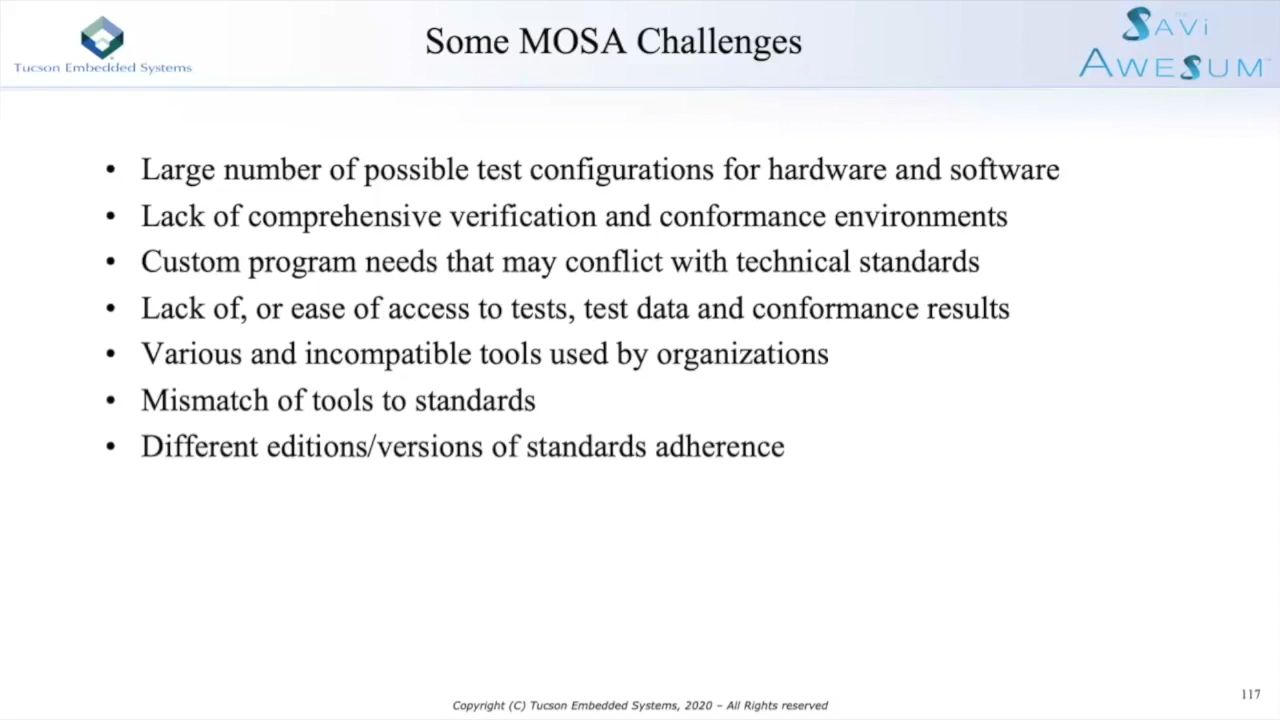 Tucson Embedded Systems
Some MOSA Challenges
SAVi
AWESUM
• Large number of possible test configurations for hardware and software
• Lack of comprehensive verification and conformance environments
• Custom program needs that may conflict with technical standards
• Lack of, or ease of access to tests, test data and conformance results
• Various and incompatible tools used by organizations
• Mismatch of tools to standards
• Different editions/versions of standards adherence
117
Copyright (C) Tucson Embedded Systems, 2020 – All Rights reserved